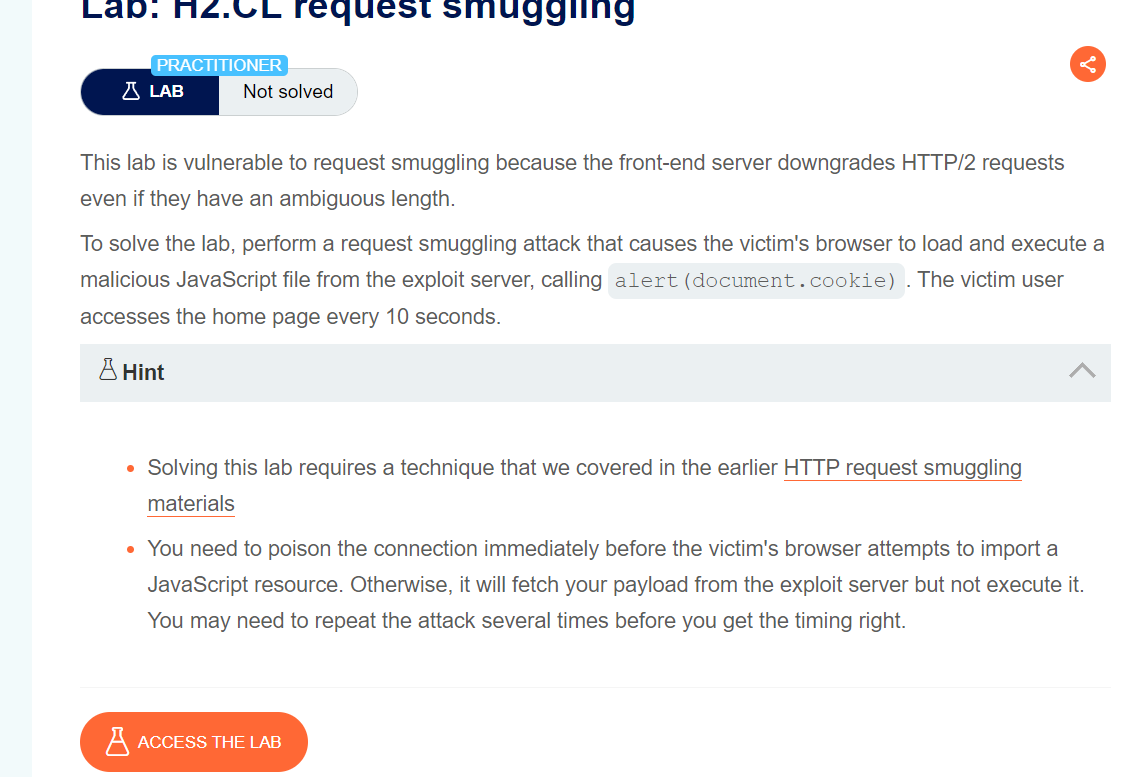 Lab: H2.CL request smuggling
PRACTITIONER
LAB
Not solved
This lab is vulnerable to request smuggling because the front-end server downgrades HTTP/2 requests
even if they have an ambiguous length.
To solve the lab, perform a request smuggling attack that causes the victim's browser to load and execute a
malicious JavaScript file from the exploit server, calling alert(document.cookie). The victim user
accesses the home page every 10 seconds.
Hint
Solving this lab requires a technique that we covered in the earlier HTTP request smuggling
materials
You need to poison the connection immediately before the victim's browser attempts to import a
JavaScript resource. Otherwise, it will fetch your payload from the exploit server but not execute it.
You may need to repeat the attack several times before you get the timing right.
ACCESS THE LAB